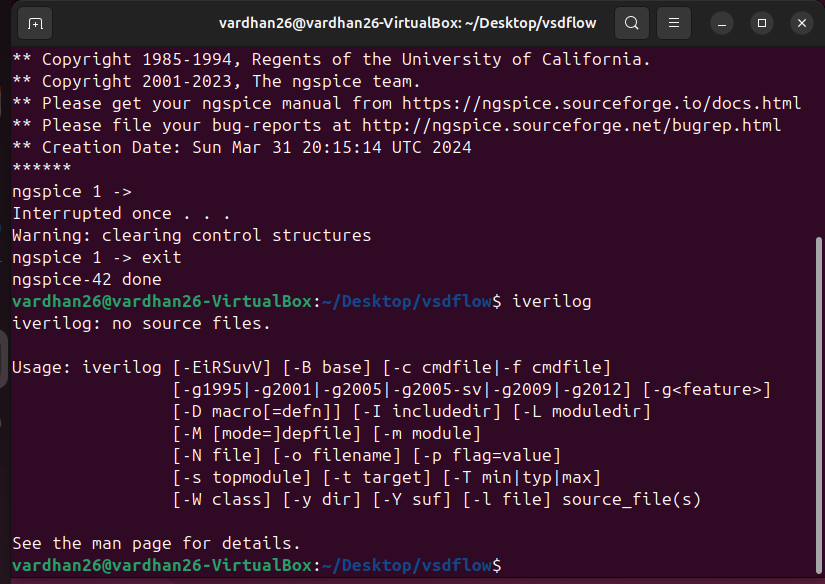 vardhan26@vardhan26-VirtualBox: ~/Desktop/vsdflow
** Copyright 1985-1994, Regents of the University of California.
** Copyright 2001-2023, The ngspice team.
** Please get your ngspice manual from https://ngspice.sourceforge.io/docs.html
** Please file your bug-reports at http://ngspice.sourceforge.net/bugrep.html
** Creation Date: Sun Mar 31 20:15:14 UTC 2024
******
ngspice 1 ->
Interrupted once . . .
Warning: clearing control structures
ngspice 1 -> exit
ngspice-42 done
vardhan26@vardhan26-VirtualBox:~/Desktop/vsdflow$ iverilog
iverilog: no source files.
Usage: iverilog [-EiRSuvV] [-B base] [-c cmdfile|-f cmdfile]
[-g1995|-g2001|-g2005|-g2005-sv|-g2009|-g2012] [-g<feature>]
[-D macro[=defn]] [-I includedir] [-L moduledir]
[-M [mode=]depfile] [-m module]
[-N file] [-o filename] [-p flag=value]
[-s topmodule] [-t target] [-T min|typ|max]
[-W class] [-y dir] [-Y suf] [-l file] source_file(s)
See the man page for details.
vardhan26@vardhan26-VirtualBox:~/Desktop/vsdflow$